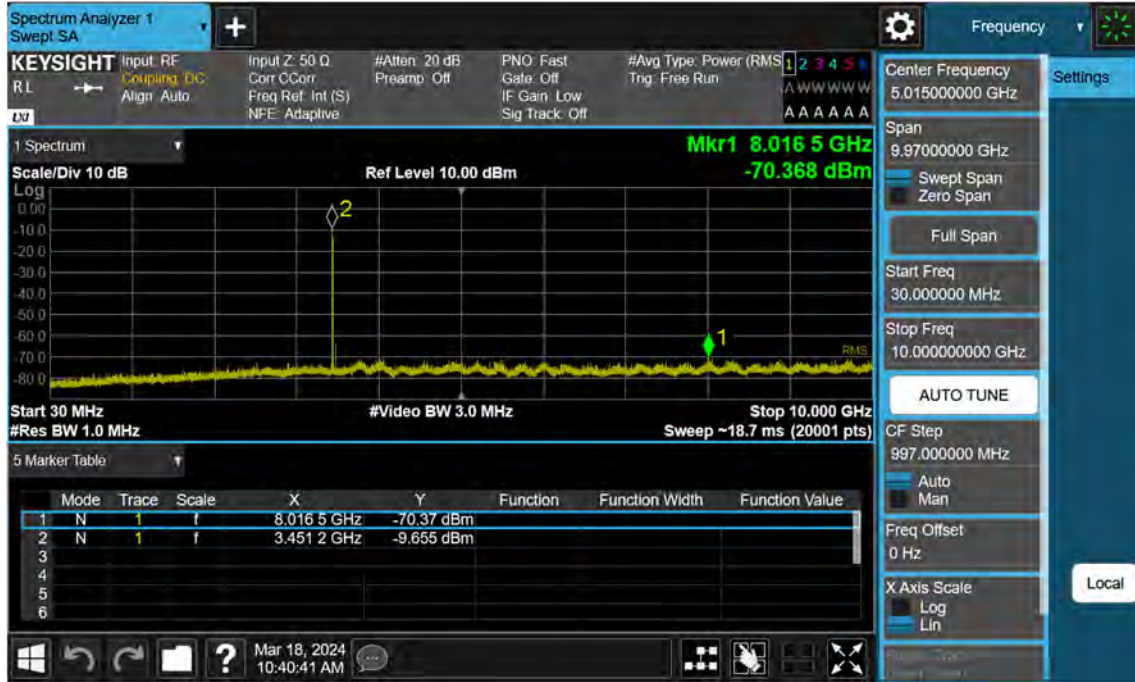 Spectrum Analyzer 1
Swept SA
+
Frequency
KEYSIGHT
RL
LXI
Input: RF
Coupling: DC
Align: Auto
Input Z: 50 Ω
Corr CCorr
Freq Ref: Int (S)
NFE: Adaptive
#Atten: 20 dB
Preamp: Off
PNO: Fast
Gate: Off
IF Gain: Low
Sig Track: Off
#Avg Type: Power (RMS
Trig: Free Run
1 2 3 4 5 6
A W W W W W
A A A A A A
1 Spectrum
Scale/Div 10 dB
Ref Level 10.00 dBm
Mkr1 8.016 5 GHz
-70.368 dBm
Log
0.00
-10.0
-20.0
-30.0
-40.0
-50.0
-60.0
-70.0
-80.0
2
1
RMS
Start 30 MHz
#Video BW 3.0 MHz
Stop 10.000 GHz
#Res BW 1.0 MHz
Sweep ~18.7 ms (20001 pts)
5 Marker Table
Mode Trace Scale X Y Function Function Width Function Value
1 N 1 f 8.016 5 GHz -70.37 dBm
2 N 1 f 3.451 2 GHz -9.655 dBm
3
4
5
6
?
Mar 18, 2024
10:40:41 AM
Center Frequency
5.015000000 GHz
Settings
Span
9.97000000 GHz
Swept Span
Zero Span
Full Span
Start Freq
30.000000 MHz
Stop Freq
10.000000000 GHz
AUTO TUNE
CF Step
997.000000 MHz
Auto
Man
Freq Offset
0 Hz
X Axis Scale
Log
Lin
Local